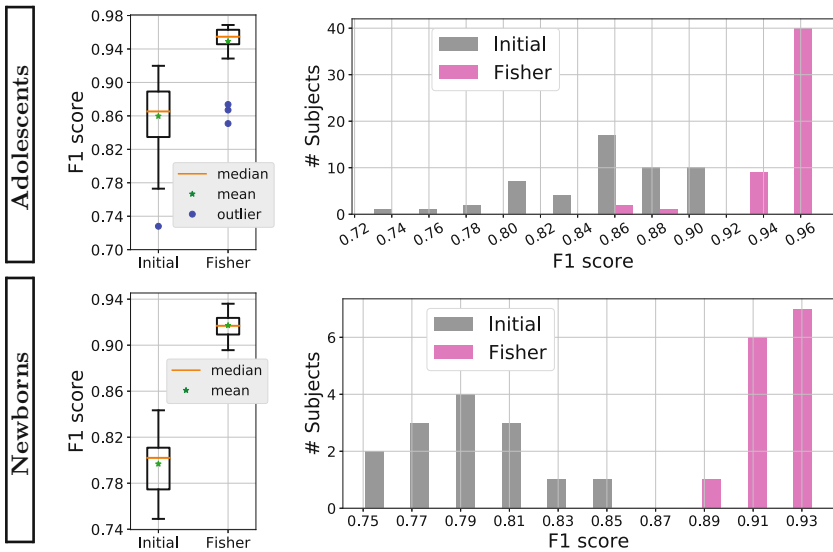 Adolescents
F1 score
0.98
0.94
0.90
0.86
0.82
0.78
0.74
0.70
median
mean
outlier
Initial Fisher
# Subjects
40
30
20
10
0
Initial
Fisher
0.72 0.74 0.76 0.78 0.80 0.82 0.84 0.86 0.88 0.90 0.92 0.94 0.96
F1 score
Newborns
F1 score
0.94
0.90
0.86
0.82
0.78
0.74
median
mean
Initial Fisher
# Subjects
6
4
2
0
Initial
Fisher
0.75 0.77 0.79 0.81 0.83 0.85 0.87 0.89 0.91 0.93
F1 score